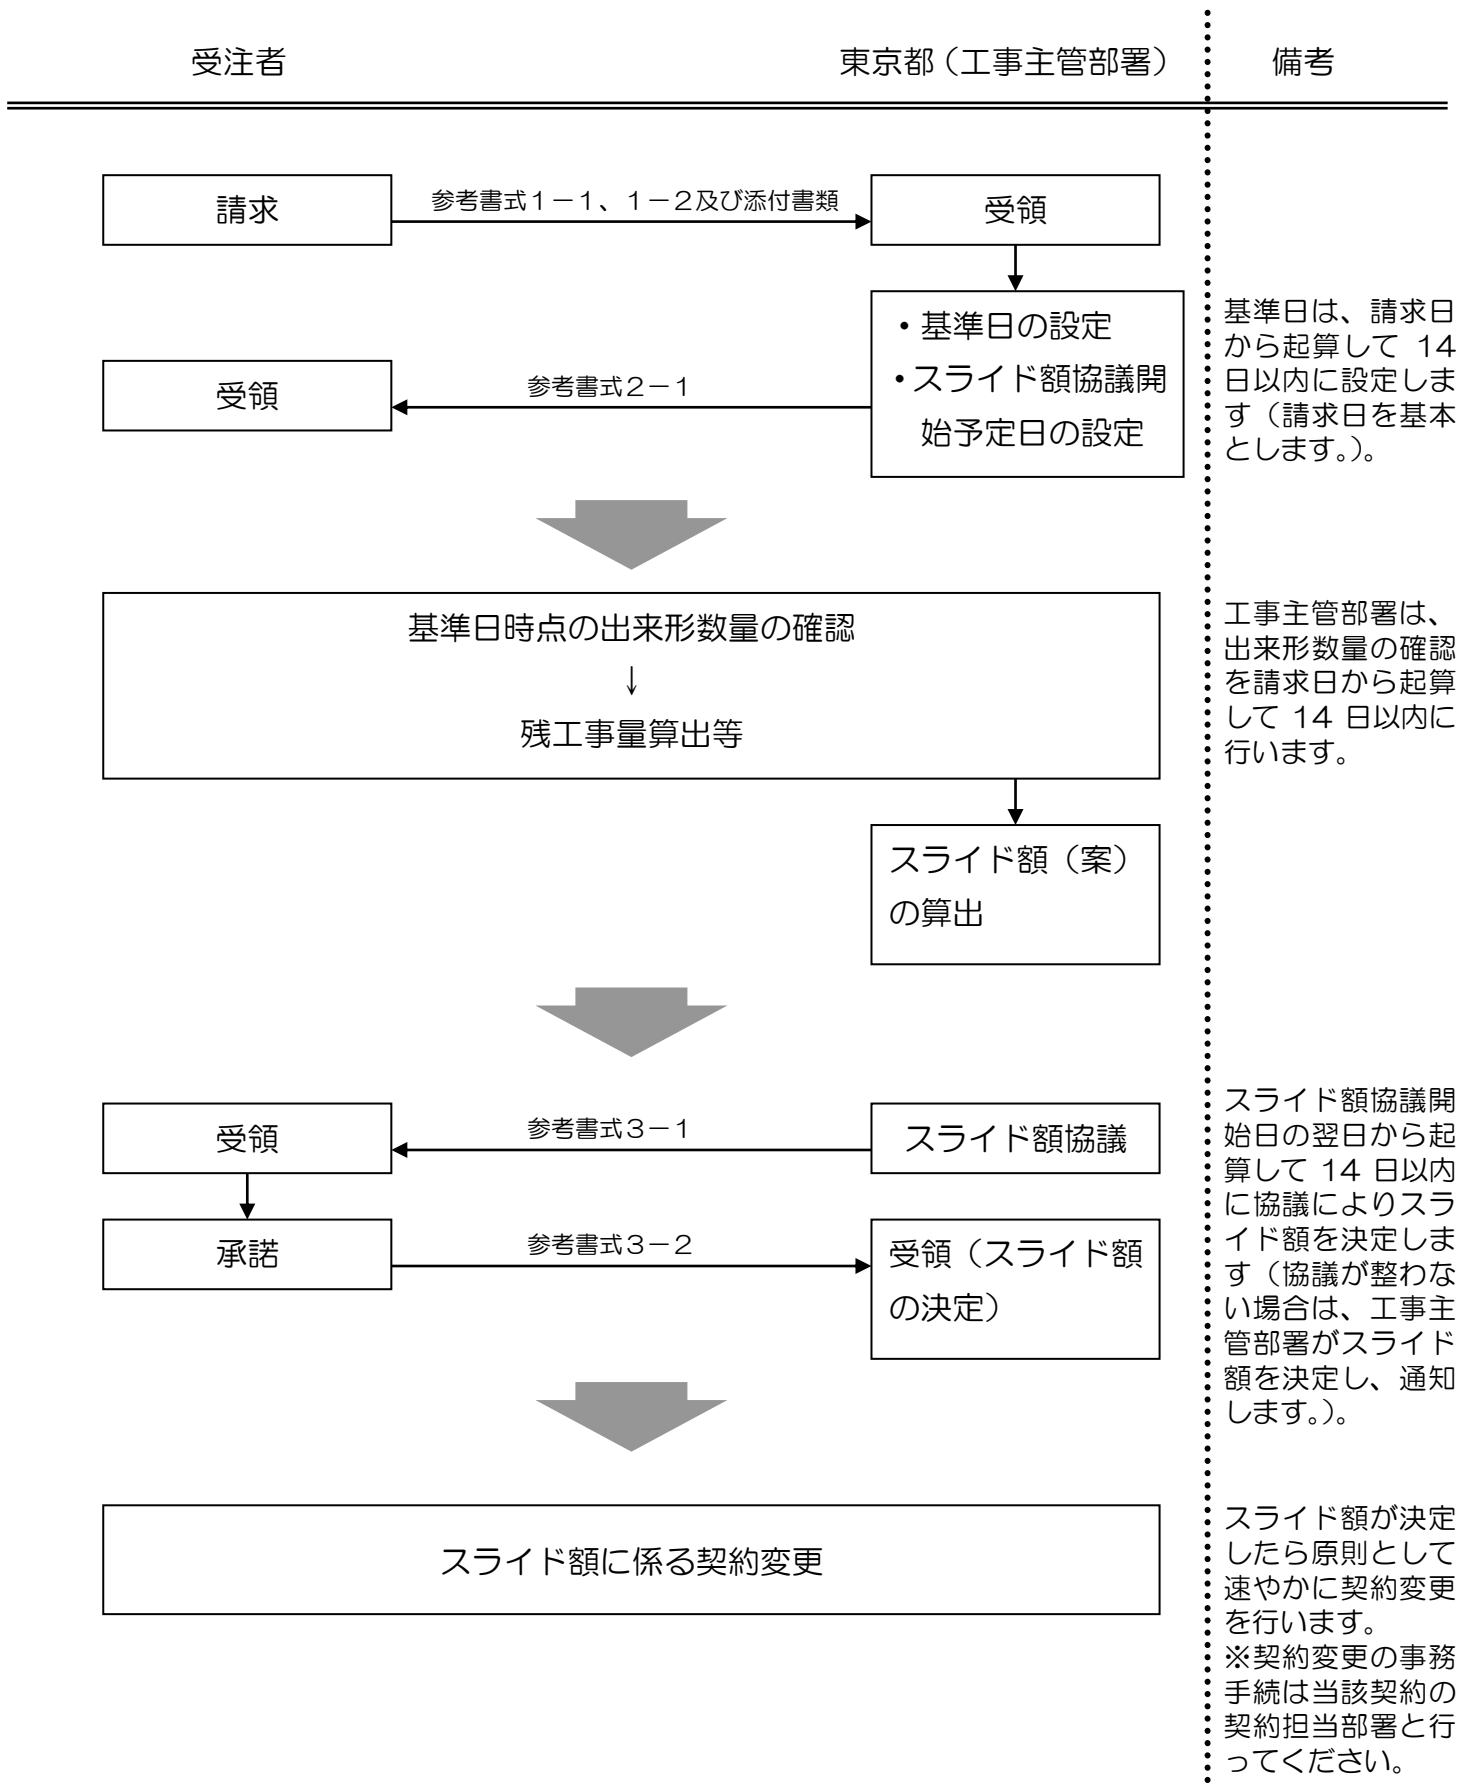 受注者
東京都（工事主管部署）
備考
請求
参考書式１－１、１－２及び添付書類
受領
・基準日の設定
・スライド額協議開
始予定日の設定
参考書式２－１
受領
基準日は、請求日
から起算して 14
日以内に設定しま
す（請求日を基本
とします。）。
基準日時点の出来形数量の確認
↓
残工事量算出等
工事主管部署は、
出来形数量の確認
を請求日から起算
して 14 日以内に
行います。
スライド額（案）
の算出
受領
参考書式３－１
スライド額協議
承諾
参考書式３－２
受領（スライド額
の決定）
スライド額協議開
始日の翌日から起
算して 14 日以内
に協議によりスラ
イド額を決定しま
す（協議が整わな
い場合は、工事主
管部署がスライド
額を決定し、通知
します。）。
スライド額に係る契約変更
スライド額が決定
したら原則として
速やかに契約変更
を行います。
※契約変更の事務
手続は当該契約の
契約担当部署と行
ってください。